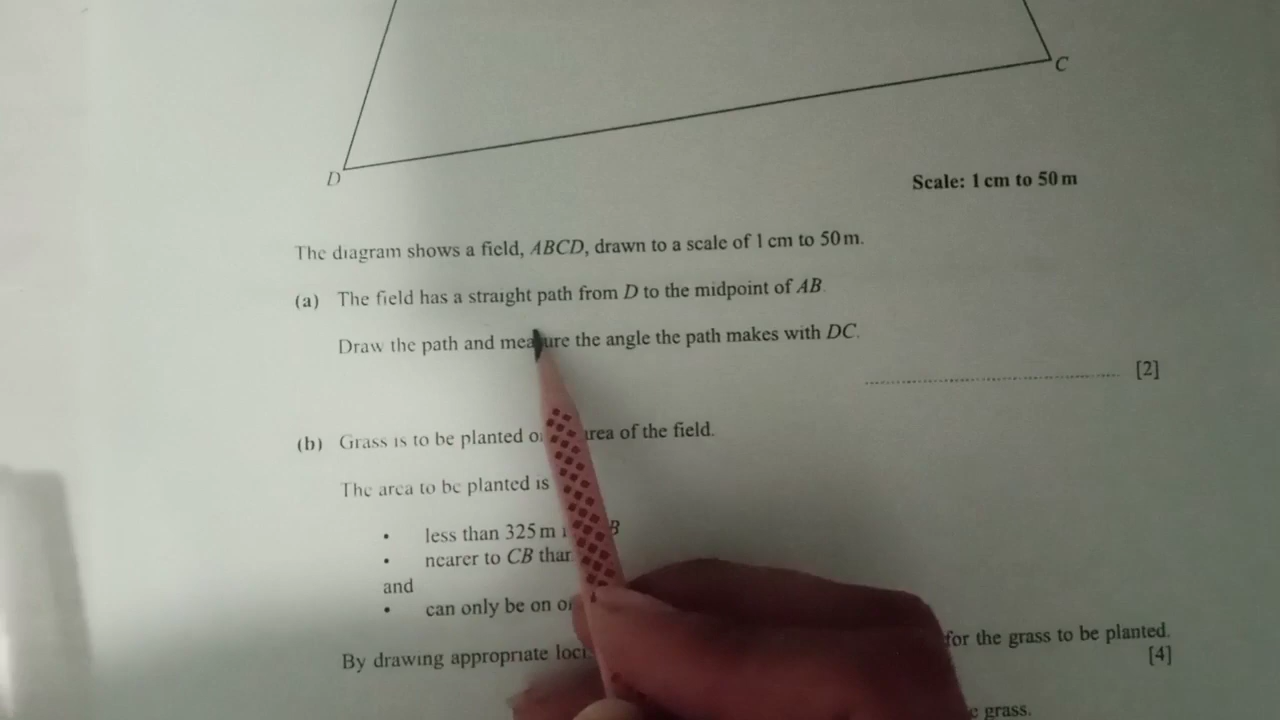 C
D
Scale: 1 cm to 50 m
The diagram shows a field, ABCD, drawn to a scale of 1 cm to 50 m.
(a) The field has a straight path from D to the midpoint of AB.
Draw the path and measure the angle the path makes with DC.
[2]
(b) Grass is to be planted area of the field.
The area to be planted is
• less than 325 m B
• nearer to CB
and
• can only be on
By drawing appropriate loci for the grass to be planted.
[4]
grass.